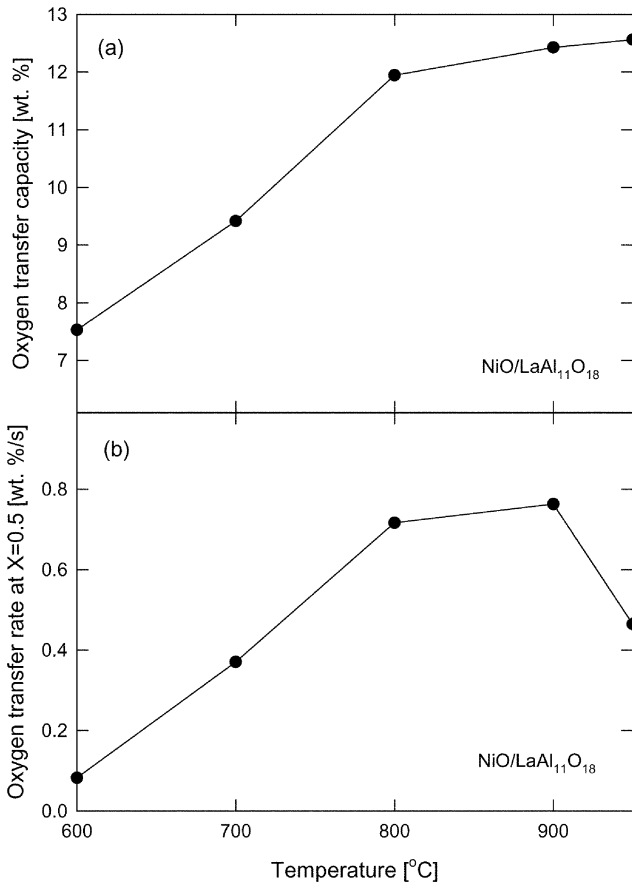 13
(a)
12
11
10
9
8
7
Oxygen transfer capacity [wt. %]
NiO/LaAl₁₁O₁₈
(b)
0.8
0.6
0.4
0.2
0.0
Oxygen transfer rate at X=0.5 [wt. %/s]
NiO/LaAl₁₁O₁₈
600 700 800 900
Temperature [°C]